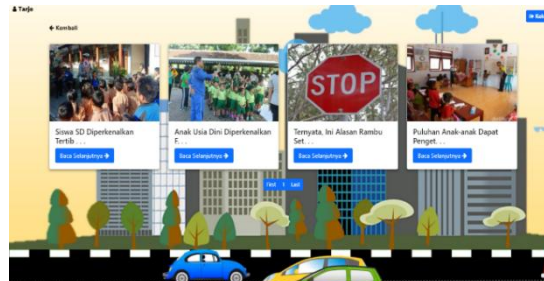 Tarjo
← Kembali
STOP
Siswa SD Diperkenalkan
Tertib . . .
Baca Selanjutnya →
Anak Usia Dini Diperkenalkan
F. . .
Baca Selanjutnya →
Ternyata, Ini Alasan Rambu
Set. . .
Baca Selanjutnya →
Puluhan Anak-anak Dapat
Penget. . .
Baca Selanjutnya →
First 1 Last